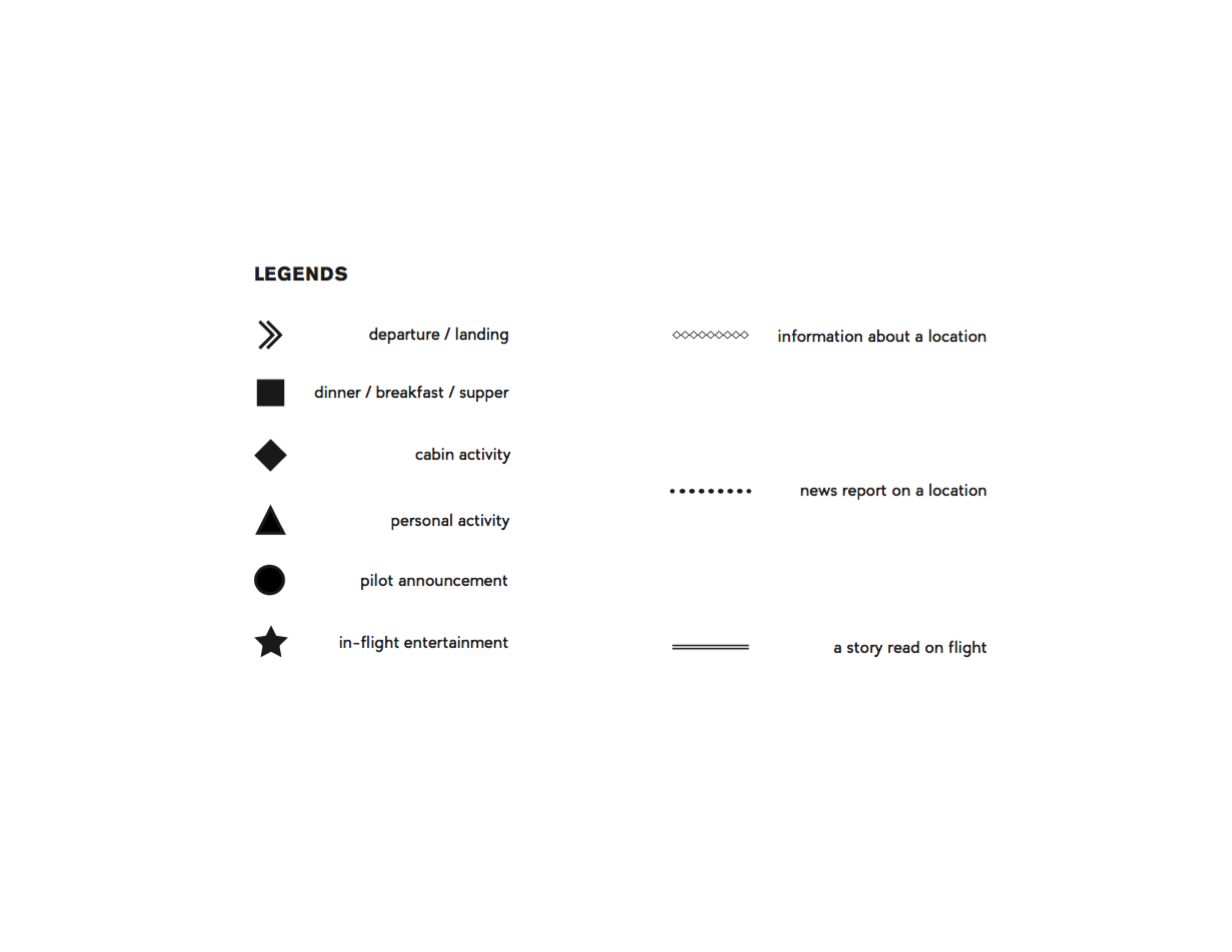 LEGENDS
departure / landing
dinner / breakfast / supper
cabin activity
personal activity
pilot announcement
in-flight entertainment
information about a location
news report on a location
a story read on flight